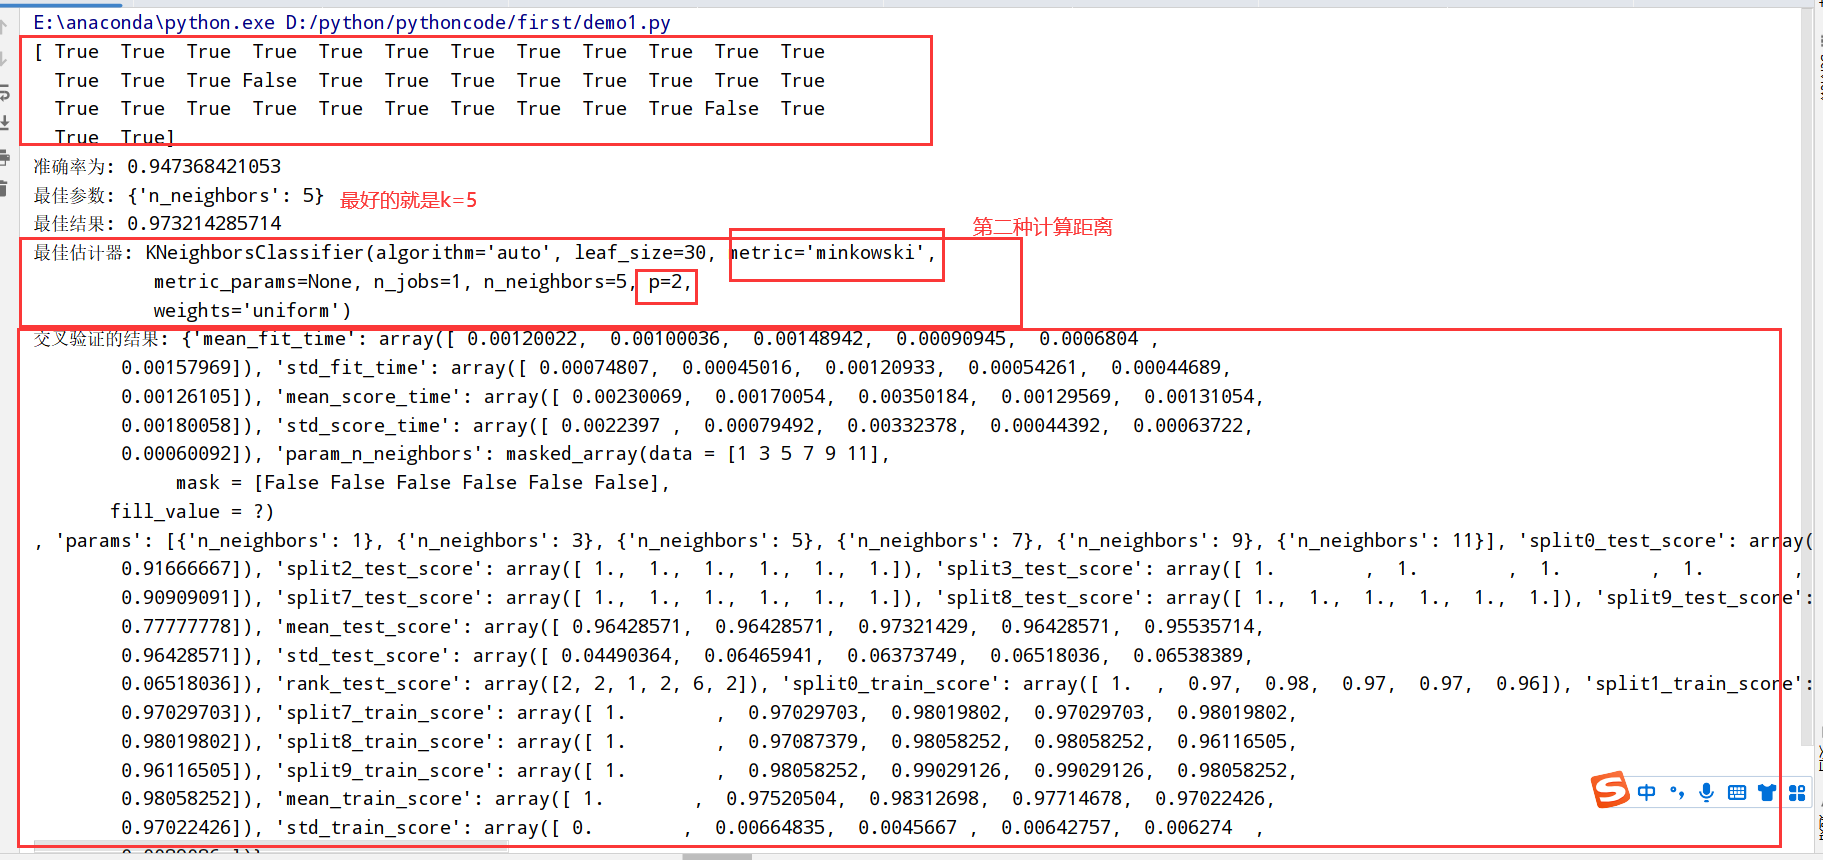 E:\anaconda\python.exe D:/python/pythoncode/first/demo1.py
[ True  True  True  True  True  True  True  True  True  True  True  True
  True  True  True False  True  True  True  True  True  True  True  True
  True  True  True  True  True  True  True  True  True  True False  True
  True  True]
准确率为: 0.947368421053
最佳参数: {'n_neighbors': 5} 最好的就是k=5
最佳结果: 0.973214285714
第二种计算距离
最佳估计器: KNeighborsClassifier(algorithm='auto', leaf_size=30, metric='minkowski',
           metric_params=None, n_jobs=1, n_neighbors=5, p=2,
           weights='uniform')
交叉验证的结果: {'mean_fit_time': array([ 0.00120022,  0.00100036,  0.00148942,  0.00090945,  0.0006804 ,
        0.00157969]), 'std_fit_time': array([ 0.00074807,  0.00045016,  0.00120933,  0.00054261,  0.00044689,
        0.00126105]), 'mean_score_time': array([ 0.00230069,  0.00170054,  0.00350184,  0.00129569,  0.00131054,
        0.00180058]), 'std_score_time': array([ 0.0022397 ,  0.00079492,  0.00332378,  0.00044392,  0.00063722,
        0.00060092]), 'param_n_neighbors': masked_array(data = [1 3 5 7 9 11],
             mask = [False False False False False False],
       fill_value = ?)
, 'params': [{'n_neighbors': 1}, {'n_neighbors': 3}, {'n_neighbors': 5}, {'n_neighbors': 7}, {'n_neighbors': 9}, {'n_neighbors': 11}], 'split0_test_score': array(
        0.91666667]), 'split2_test_score': array([ 1.,  1.,  1.,  1.,  1.,  1.]), 'split3_test_score': array([ 1.        ,  1.        ,  1.        ,  1.        ,
        0.90909091]), 'split7_test_score': array([ 1.,  1.,  1.,  1.,  1.,  1.]), 'split8_test_score': array([ 1.,  1.,  1.,  1.,  1.,  1.]), 'split9_test_score':
        0.77777778]), 'mean_test_score': array([ 0.96428571,  0.96428571,  0.97321429,  0.96428571,  0.95535714,
        0.96428571]), 'std_test_score': array([ 0.04490364,  0.06465941,  0.06373749,  0.06518036,  0.06538389,
        0.06518036]), 'rank_test_score': array([2, 2, 1, 2, 6, 2]), 'split0_train_score': array([ 1.  ,  0.97,  0.98,  0.97,  0.97,  0.96]), 'split1_train_score':
        0.97029703]), 'split7_train_score': array([ 1.        ,  0.97029703,  0.98019802,  0.97029703,  0.98019802,
        0.98019802]), 'split8_train_score': array([ 1.        ,  0.97087379,  0.98058252,  0.98058252,  0.96116505,
        0.96116505]), 'split9_train_score': array([ 1.        ,  0.98058252,  0.99029126,  0.99029126,  0.98058252,
        0.98058252]), 'mean_train_score': array([ 1.        ,  0.97520504,  0.98312698,  0.97714678,  0.97022426,
        0.97022426]), 'std_train_score': array([ 0.        ,  0.00664835,  0.0045667 ,  0.00642757,  0.006274  ,
中